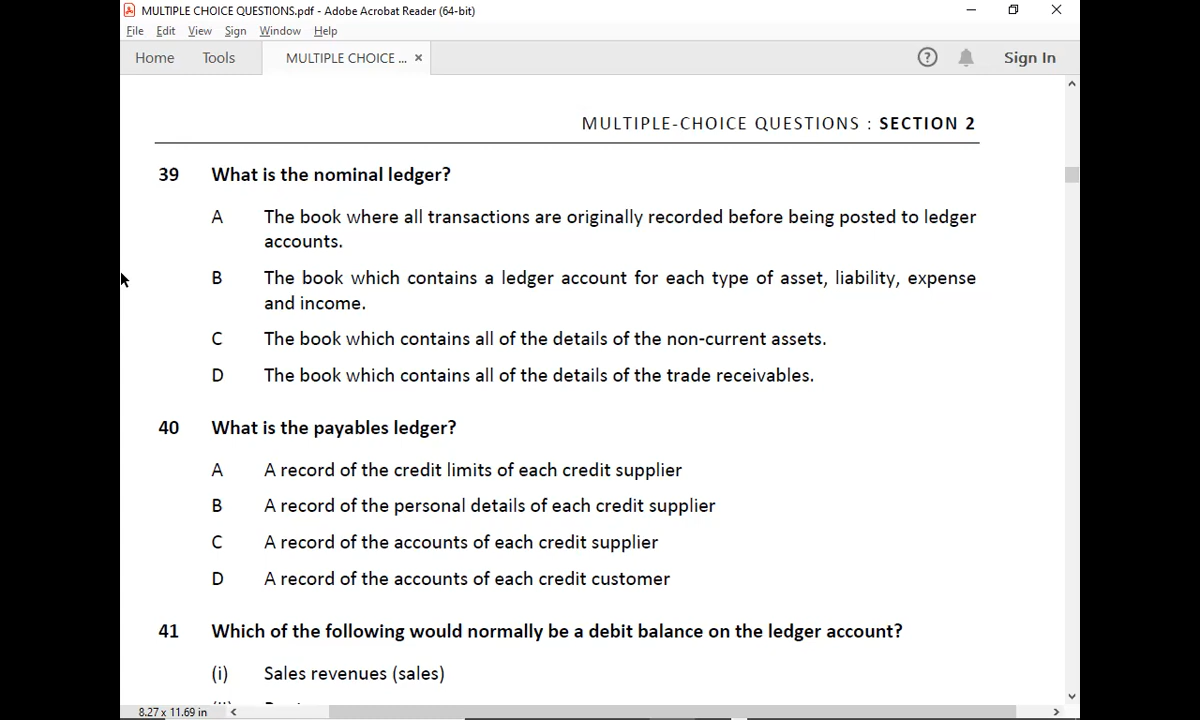 MULTIPLE CHOICE QUESTIONS.pdf - Adobe Acrobat Reader (64-bit)
File Edit View Sign Window Help
Home Tools MULTIPLE CHOICE ... × Sign In
MULTIPLE-CHOICE QUESTIONS : SECTION 2
39 What is the nominal ledger?
A The book where all transactions are originally recorded before being posted to ledger
accounts.
B The book which contains a ledger account for each type of asset, liability, expense
and income.
C The book which contains all of the details of the non-current assets.
D The book which contains all of the details of the trade receivables.
40 What is the payables ledger?
A A record of the credit limits of each credit supplier
B A record of the personal details of each credit supplier
C A record of the accounts of each credit supplier
D A record of the accounts of each credit customer
41 Which of the following would normally be a debit balance on the ledger account?
(i) Sales revenues (sales)
8.27 x 11.69 in